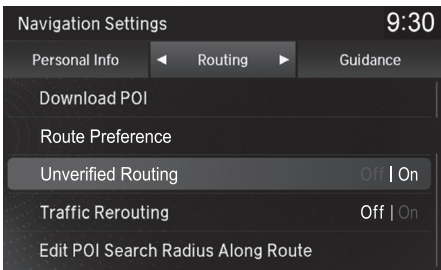 Navigation Settings 9:30
Personal Info ◄ Routing ► Guidance
Download POI
Route Preference
Unverified Routing Off | On
Traffic Rerouting Off | On
Edit POI Search Radius Along Route